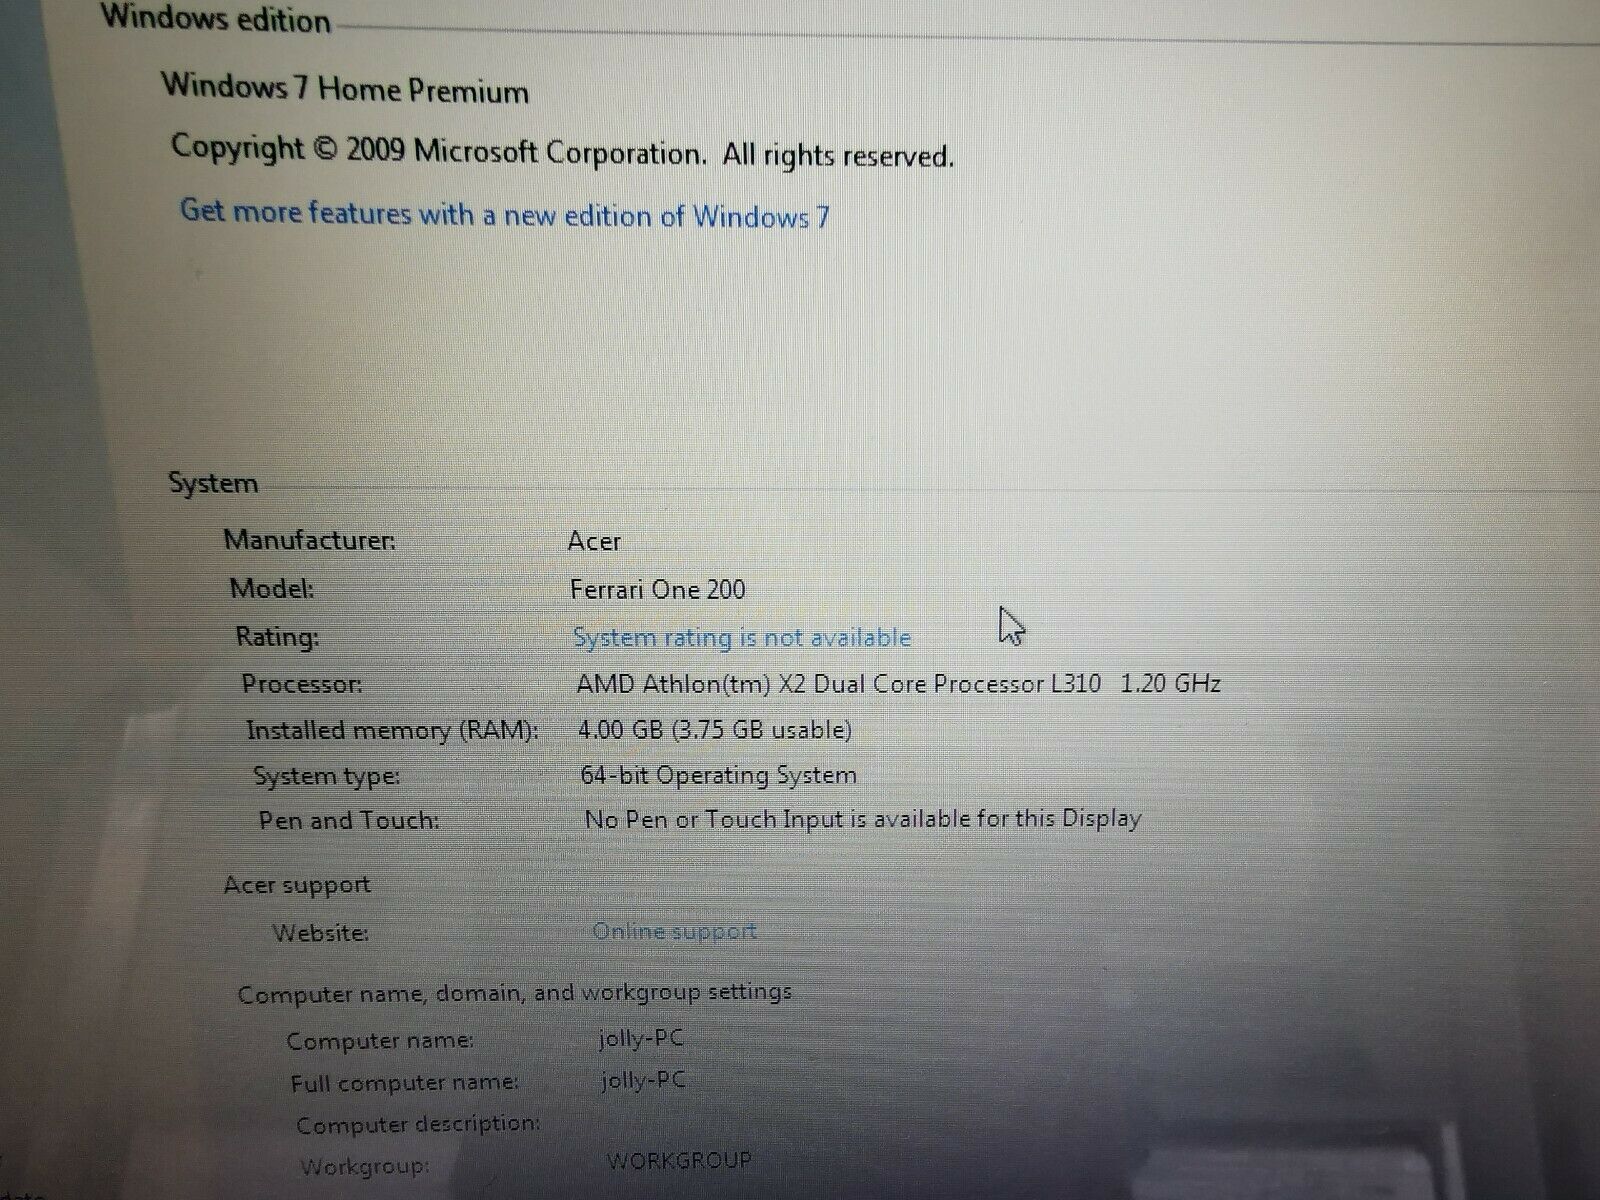 Windows edition
Windows 7 Home Premium
Copyright © 2009 Microsoft Corporation. All rights reserved.
Get more features with a new edition of Windows 7
System
Manufacturer: Acer
Model: Ferrari One 200
Rating: System rating is not available
Processor: AMD Athlon(tm) X2 Dual Core Processor L310 1.20 GHz
Installed memory (RAM): 4.00 GB (3.75 GB usable)
System type: 64-bit Operating System
Pen and Touch: No Pen or Touch Input is available for this Display
Acer support
Website: Online support
Computer name, domain, and workgroup settings
Computer name: jolly-PC
Full computer name: jolly-PC
Computer description:
Workgroup: WORKGROUP